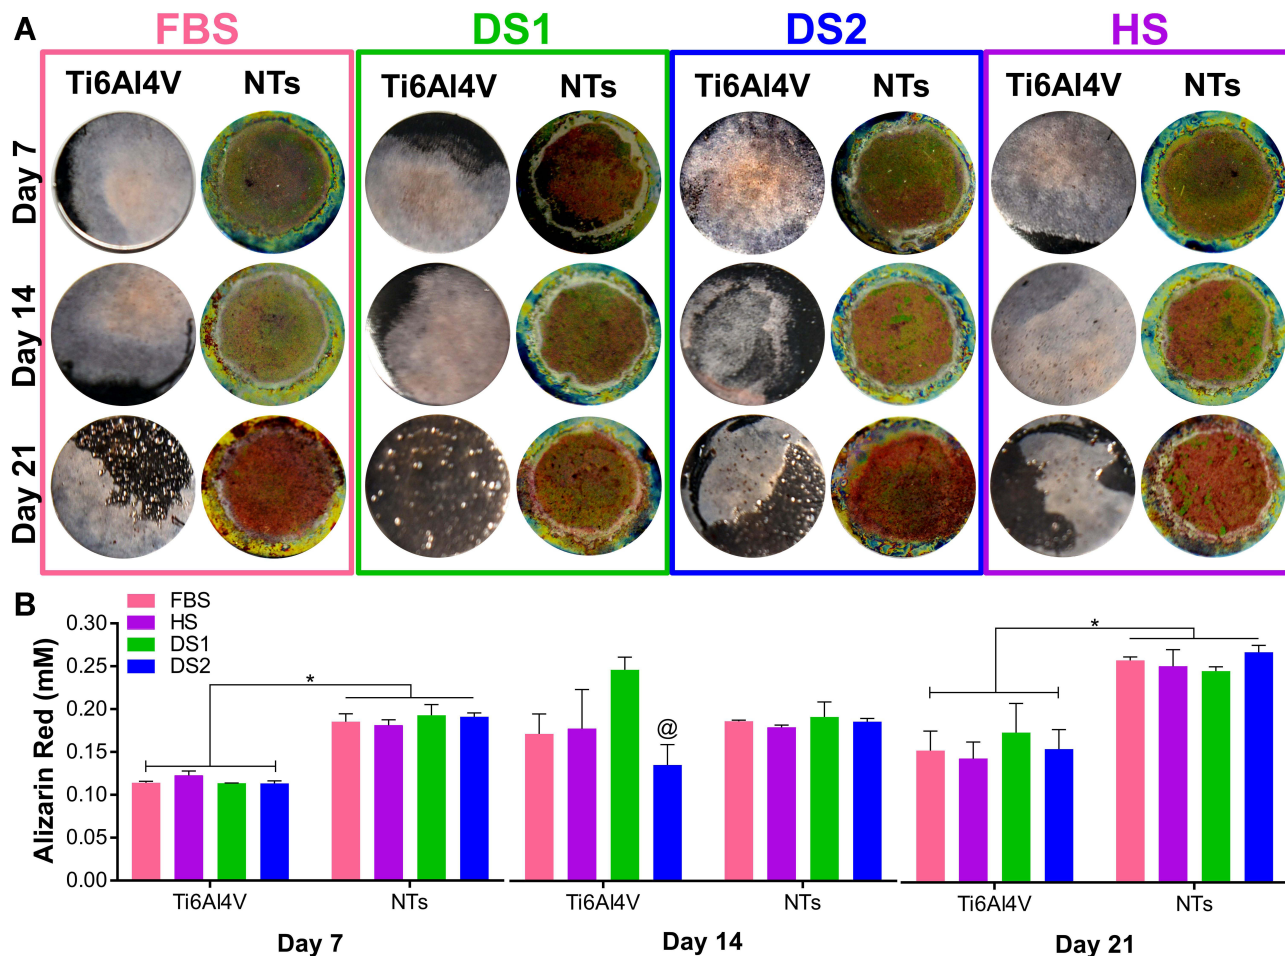 A
FBS DS1 DS2 HS
Ti6Al4V NTs Ti6Al4V NTs Ti6Al4V NTs Ti6Al4V NTs
Day 7
Day 14
Day 21
B
FBS
HS
DS1
DS2
Alizarin Red (mM)
0.30
0.25
0.20
0.15
0.10
0.05
0.00
*
@
*
Ti6Al4V NTs Ti6Al4V NTs Ti6Al4V NTs
Day 7 Day 14 Day 21